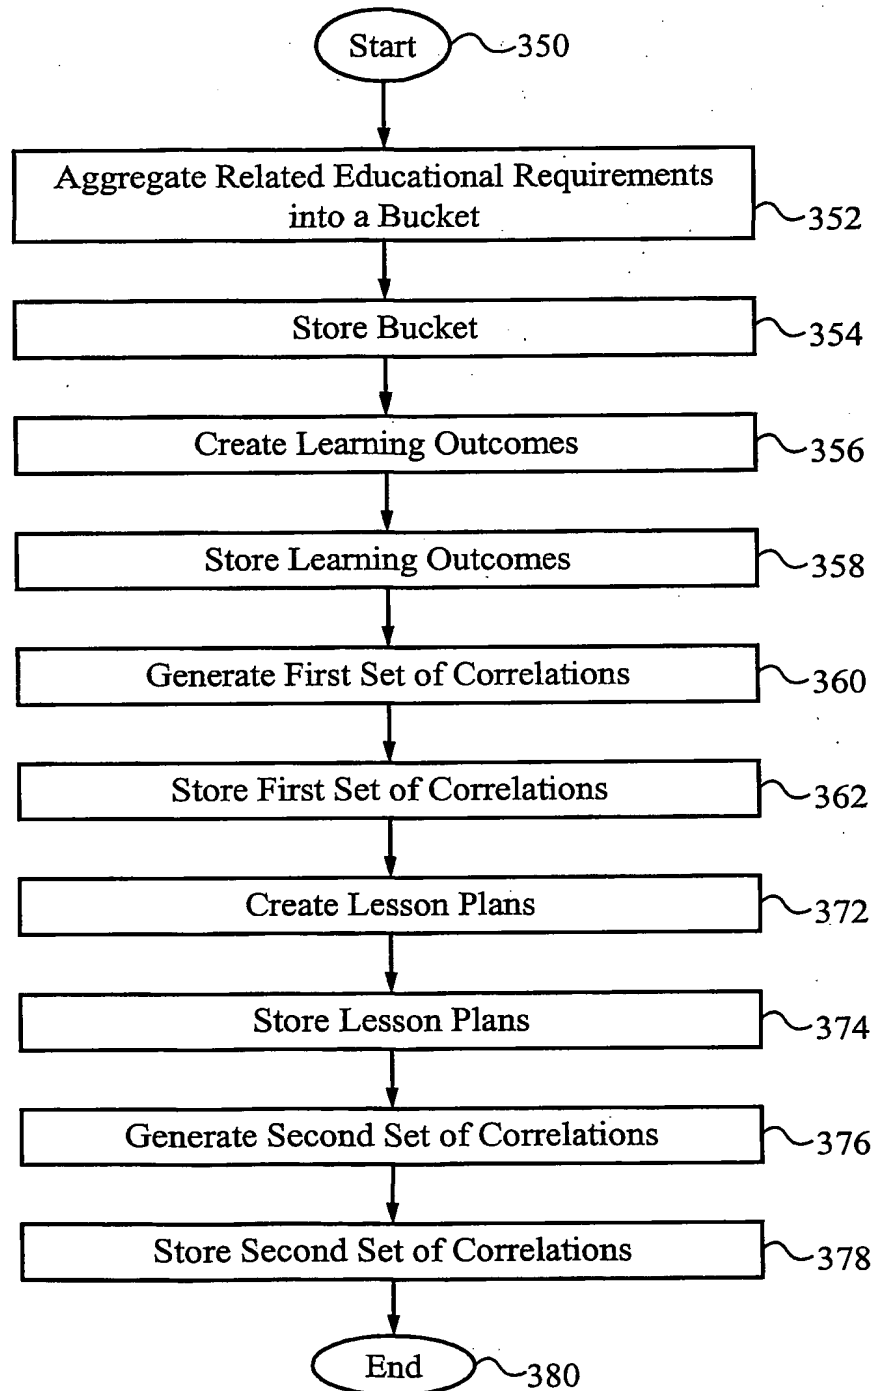 Start 350
Aggregate Related Educational Requirements
into a Bucket 352
Store Bucket 354
Create Learning Outcomes 356
Store Learning Outcomes 358
Generate First Set of Correlations 360
Store First Set of Correlations 362
Create Lesson Plans 372
Store Lesson Plans 374
Generate Second Set of Correlations 376
Store Second Set of Correlations 378
End 380